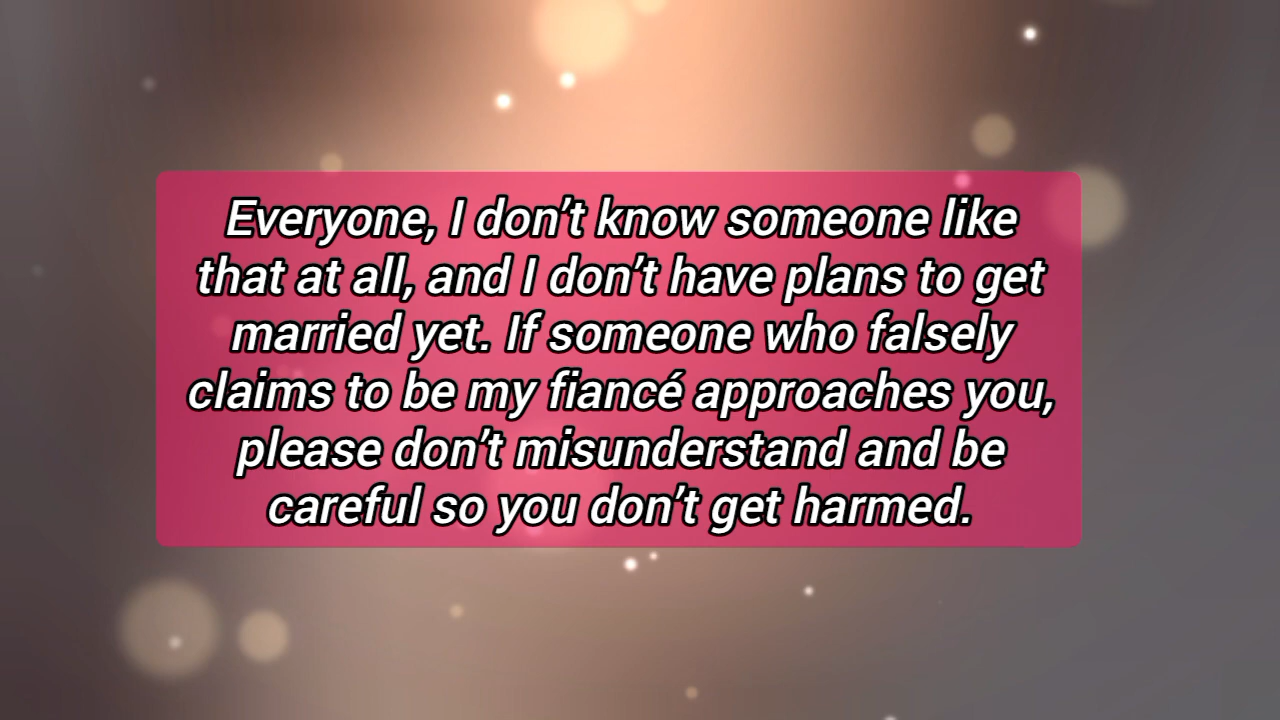 Everyone, I don’t know someone like
that at all, and I don’t have plans to get
married yet. If someone who falsely
claims to be my fiancé approaches you,
please don’t misunderstand and be
careful so you don’t get harmed.